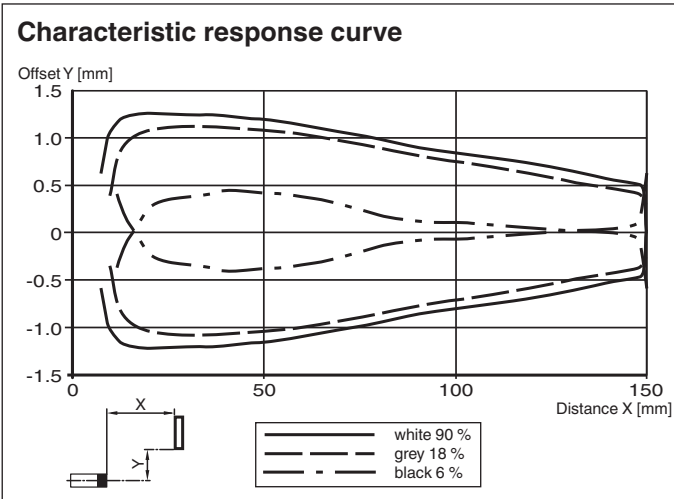 Characteristic response curve
Offset Y [mm]
1.5
1.0
0.5
0
-0.5
-1.0
-1.5
0 50 100 150
Distance X [mm]
X
Y
white 90 %
grey 18 %
black 6 %